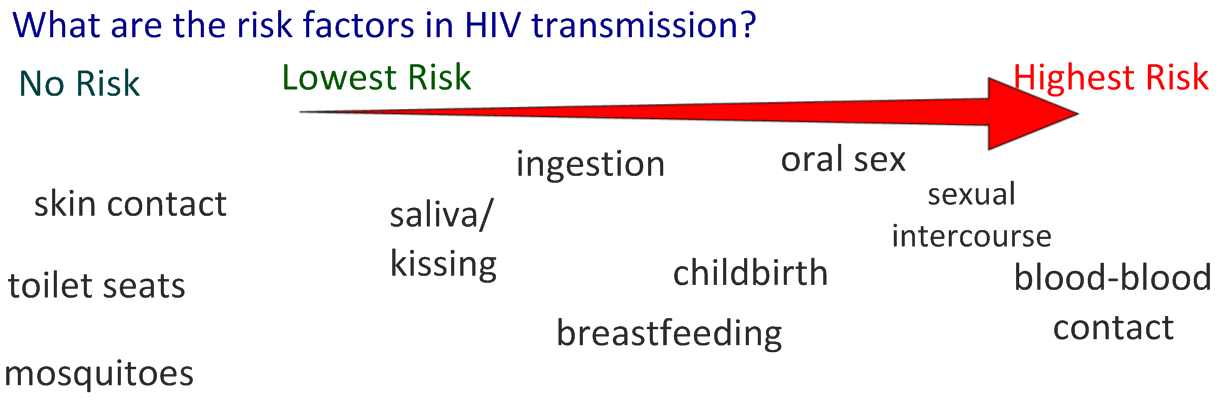 What are the risk factors in HIV transmission?
No Risk
Lowest Risk
Highest Risk
ingestion
oral sex
skin contact
saliva/
kissing
sexual
intercourse
toilet seats
childbirth
blood-blood
contact
breastfeeding
mosquitoes